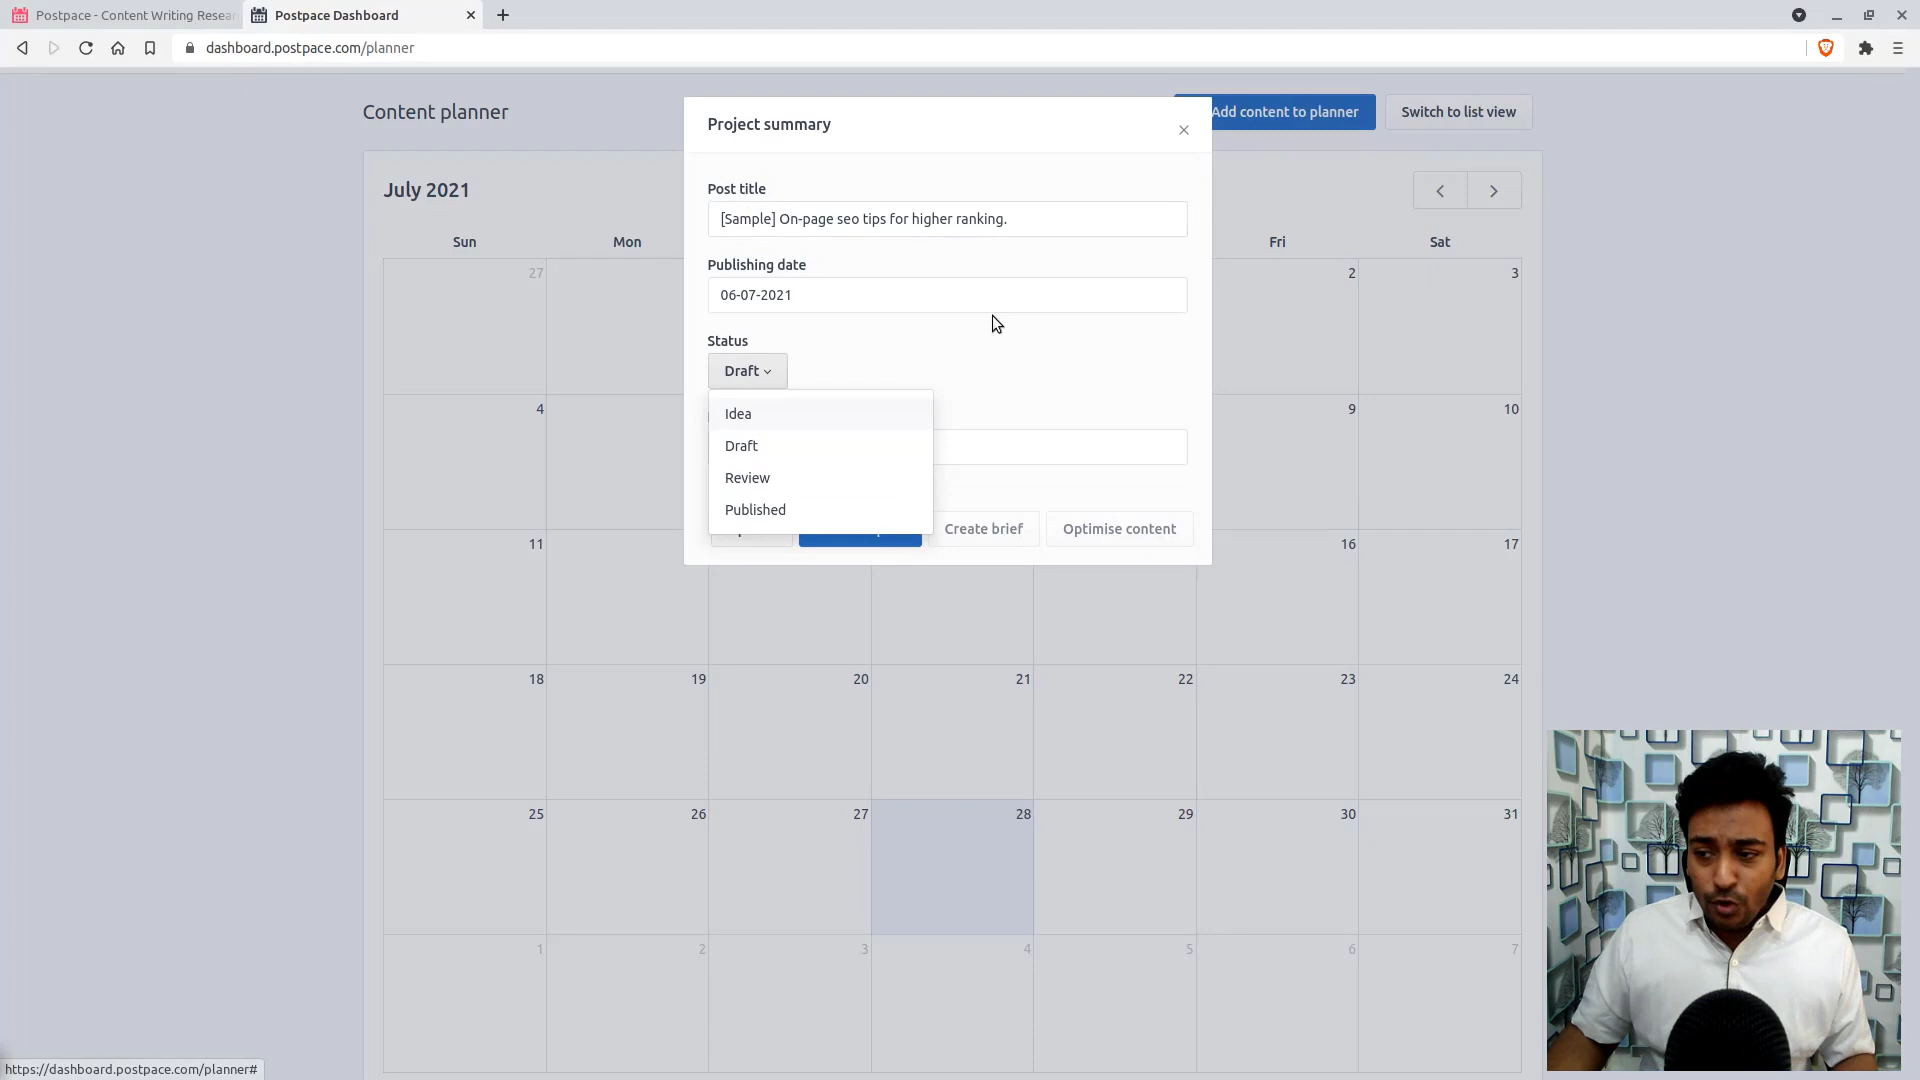 Postpace - Content Writing Resear
Postpace Dashboard
dashboard.postpace.com/planner
Content planner
Add content to planner
Switch to list view
Project summary
July 2021
Post title
[Sample] On-page seo tips for higher ranking.
Sun Mon Fri Sat
Publishing date
06-07-2021
27 2 3
Status
Draft
Idea
Draft
Review
Published
4 9 10
Create brief
Optimise content
11 16 17
18 19 20 21 22 23 24
25 26 27 28 29 30 31
1 2 3 4 5 6 7
https://dashboard.postpace.com/planner#